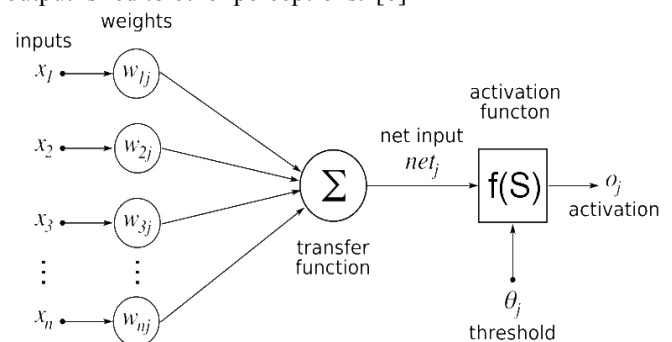 weights
inputs
x1
w1j
activation
functon
x2
w2j
net input
netj
Σ
f(S)
oj
activation
x3
w3j
transfer
function
⋮ ⋮
θj
xn
wnj
threshold